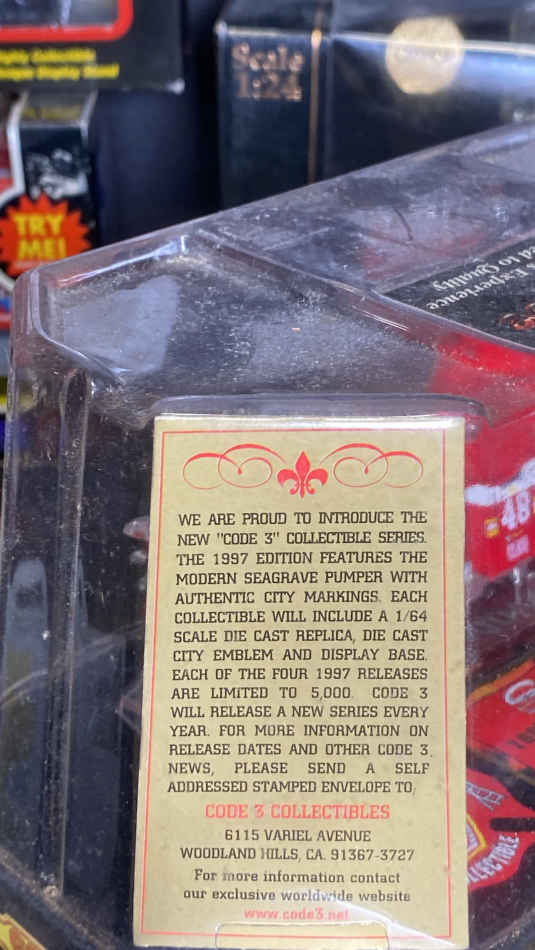 Scale
1:24
TRY
ME!
Experience
ed to Quality
48
WE ARE PROUD TO INTRODUCE THE
NEW "CODE 3" COLLECTIBLE SERIES.
THE 1997 EDITION FEATURES THE
MODERN SEAGRAVE PUMPER WITH
AUTHENTIC CITY MARKINGS. EACH
COLLECTIBLE WILL INCLUDE A 1/64
SCALE DIE CAST REPLICA, DIE CAST
CITY EMBLEM AND DISPLAY BASE.
EACH OF THE FOUR 1997 RELEASES
ARE LIMITED TO 5,000. CODE 3
WILL RELEASE A NEW SERIES EVERY
YEAR. FOR MORE INFORMATION ON
RELEASE DATES AND OTHER CODE 3
NEWS, PLEASE SEND A SELF
ADDRESSED STAMPED ENVELOPE TO:
CODE 3 COLLECTIBLES
6115 VARIEL AVENUE
WOODLAND HILLS, CA. 91367-3727
For more information contact
our exclusive worldwide website
www.code3.net